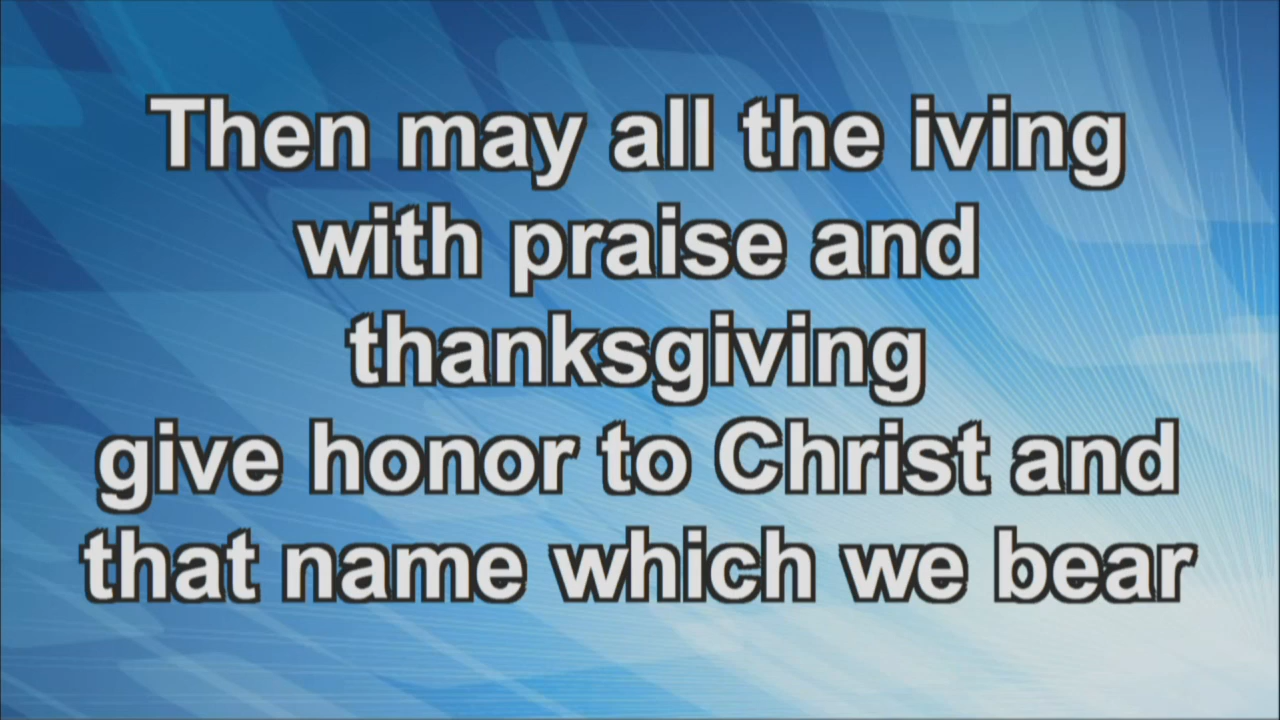 Then may all the iving
with praise and
thanksgiving
give honor to Christ and
that name which we bear